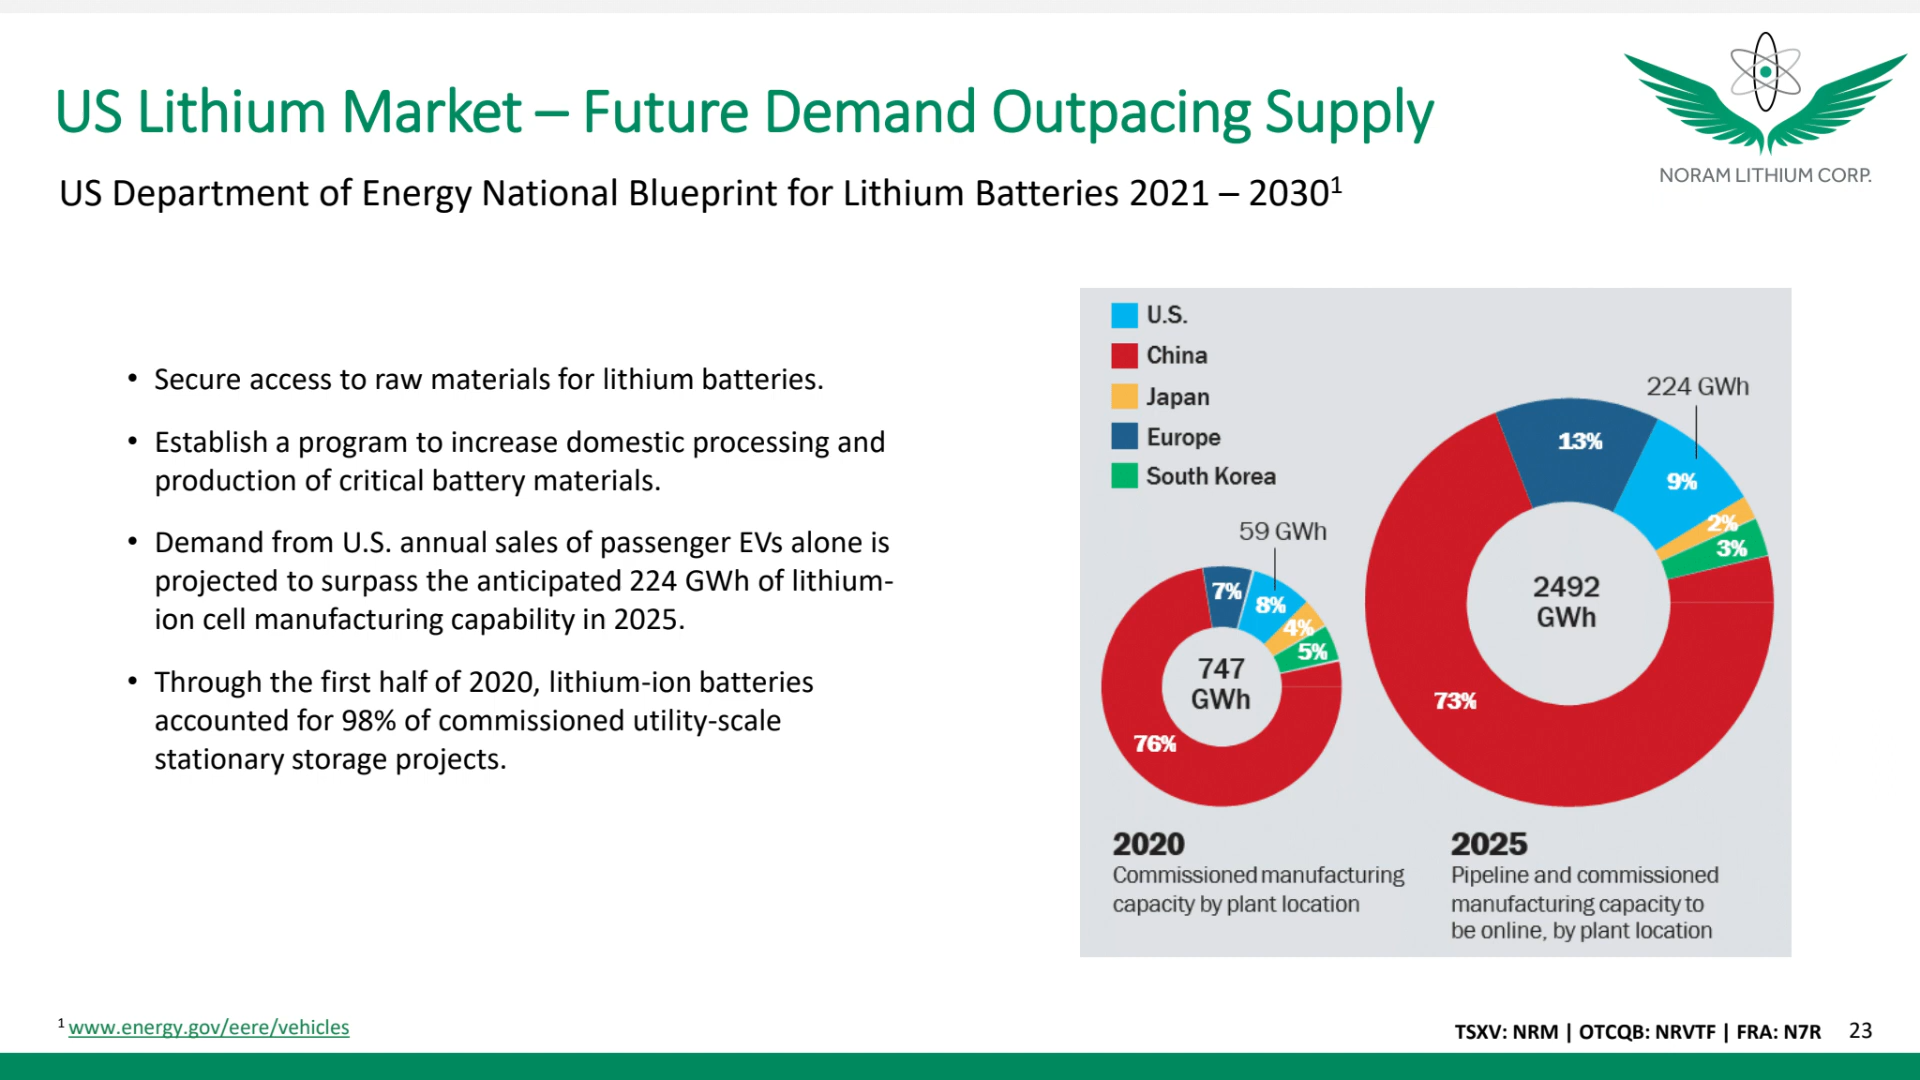 US Lithium Market – Future Demand Outpacing Supply
NORAM LITHIUM CORP.
US Department of Energy National Blueprint for Lithium Batteries 2021 – 2030¹
• Secure access to raw materials for lithium batteries.
• Establish a program to increase domestic processing and
production of critical battery materials.
• Demand from U.S. annual sales of passenger EVs alone is
projected to surpass the anticipated 224 GWh of lithium-
ion cell manufacturing capability in 2025.
• Through the first half of 2020, lithium-ion batteries
accounted for 98% of commissioned utility-scale
stationary storage projects.
U.S.
China
Japan
Europe
South Korea
59 GWh
7%
8%
4%
5%
747
GWh
76%
2020
Commissioned manufacturing
capacity by plant location
224 GWh
13%
9%
2%
3%
2492
GWh
73%
2025
Pipeline and commissioned
manufacturing capacity to
be online, by plant location
¹ www.energy.gov/eere/vehicles
TSXV: NRM | OTCQB: NRVTF | FRA: N7R 23